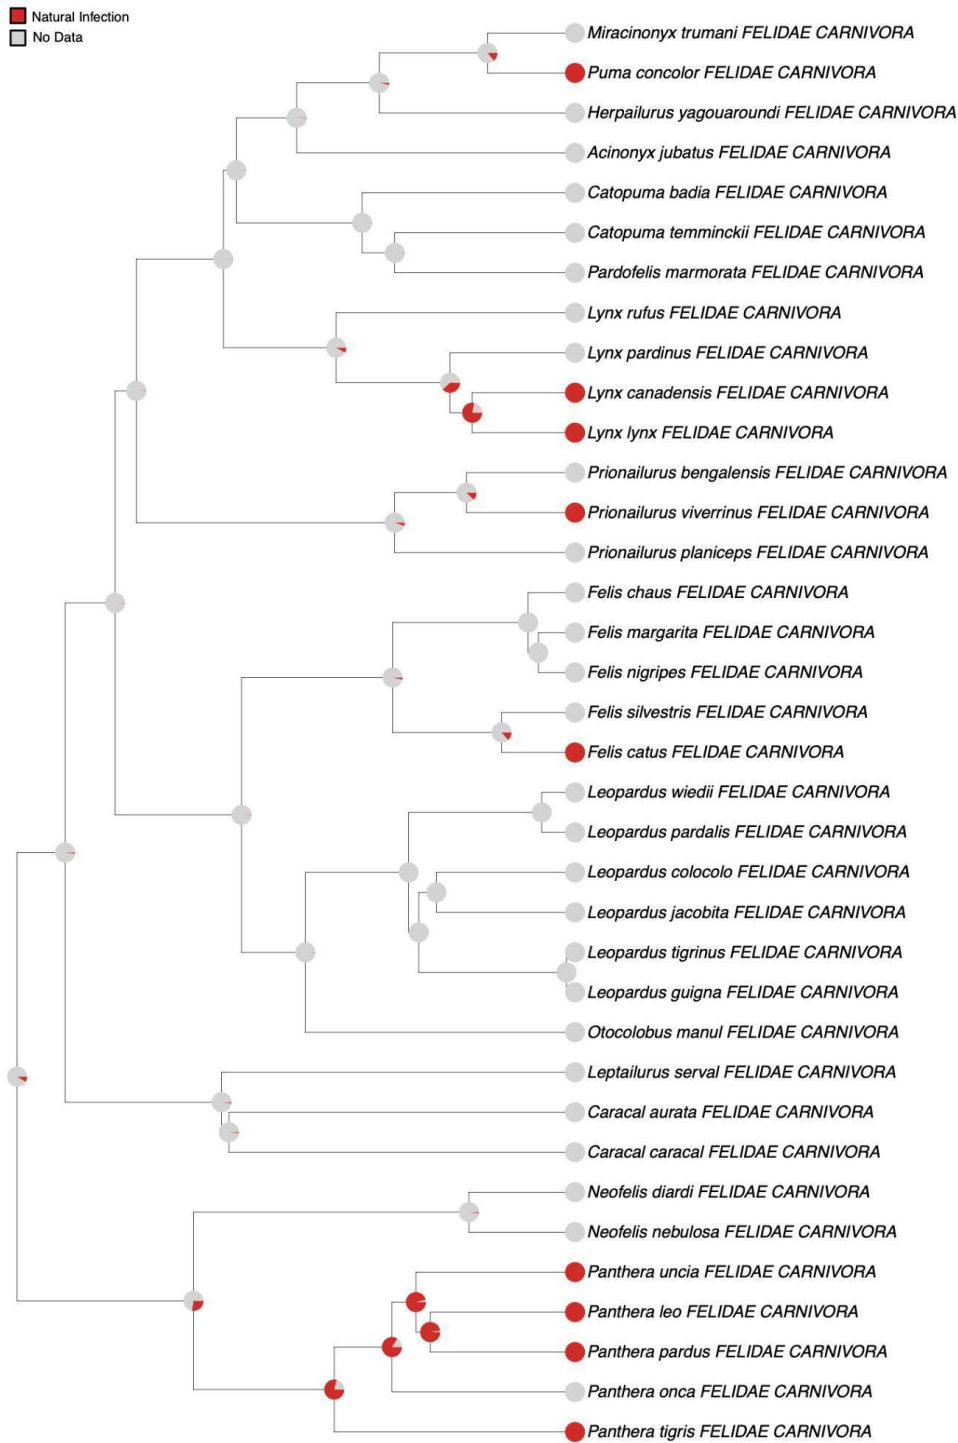 Natural Infection
No Data
Miracinonyx trumani FELIDAE CARNIVORA
Puma concolor FELIDAE CARNIVORA
Herpailurus yagouaroundi FELIDAE CARNIVORA
Acinonyx jubatus FELIDAE CARNIVORA
Catopuma badia FELIDAE CARNIVORA
Catopuma temminckii FELIDAE CARNIVORA
Pardofelis marmorata FELIDAE CARNIVORA
Lynx rufus FELIDAE CARNIVORA
Lynx pardinus FELIDAE CARNIVORA
Lynx canadensis FELIDAE CARNIVORA
Lynx lynx FELIDAE CARNIVORA
Prionailurus bengalensis FELIDAE CARNIVORA
Prionailurus viverrinus FELIDAE CARNIVORA
Prionailurus planiceps FELIDAE CARNIVORA
Felis chaus FELIDAE CARNIVORA
Felis margarita FELIDAE CARNIVORA
Felis nigripes FELIDAE CARNIVORA
Felis silvestris FELIDAE CARNIVORA
Felis catus FELIDAE CARNIVORA
Leopardus wiedii FELIDAE CARNIVORA
Leopardus pardalis FELIDAE CARNIVORA
Leopardus colocolo FELIDAE CARNIVORA
Leopardus jacobita FELIDAE CARNIVORA
Leopardus tigrinus FELIDAE CARNIVORA
Leopardus guigna FELIDAE CARNIVORA
Otocolobus manul FELIDAE CARNIVORA
Leptailurus serval FELIDAE CARNIVORA
Caracal aurata FELIDAE CARNIVORA
Caracal caracal FELIDAE CARNIVORA
Neofelis diardi FELIDAE CARNIVORA
Neofelis nebulosa FELIDAE CARNIVORA
Panthera uncia FELIDAE CARNIVORA
Panthera leo FELIDAE CARNIVORA
Panthera pardus FELIDAE CARNIVORA
Panthera onca FELIDAE CARNIVORA
Panthera tigris FELIDAE CARNIVORA